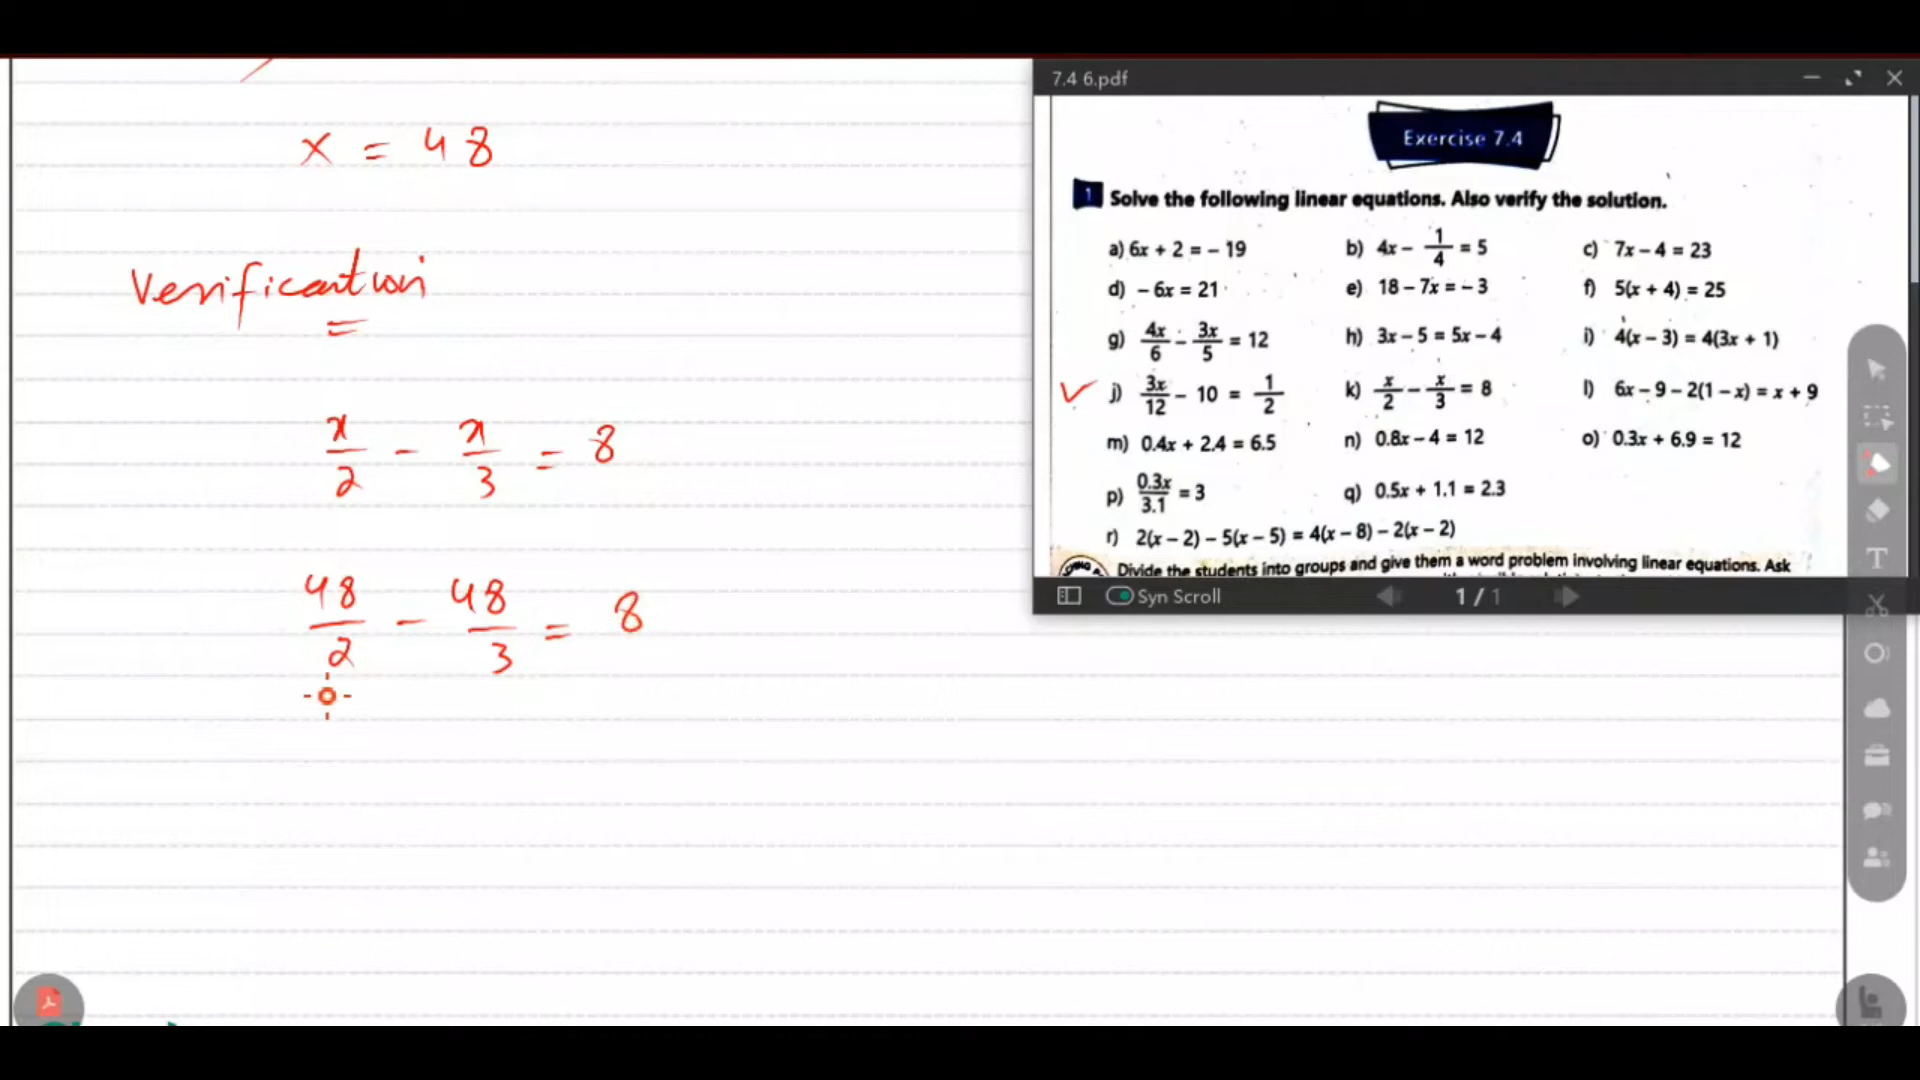 x = 48
Verification
x/2 - x/3 = 8
48/2 - 48/3 = 8
7.4 6.pdf
Exercise 7.4
1 Solve the following linear equations. Also verify the solution.
a) 6x + 2 = – 19 b) 4x – 1/4 = 5 c) 7x – 4 = 23
d) – 6x = 21 e) 18 – 7x = – 3 f) 5(x + 4) = 25
g) 4x/6 – 3x/5 = 12 h) 3x – 5 = 5x – 4 i) 4(x – 3) = 4(3x + 1)
j) 3x/12 – 10 = 1/2 k) x/2 – x/3 = 8 l) 6x – 9 – 2(1 – x) = x + 9
m) 0.4x + 2.4 = 6.5 n) 0.8x – 4 = 12 o) 0.3x + 6.9 = 12
p) 0.3x/3.1 = 3 q) 0.5x + 1.1 = 2.3
r) 2(x – 2) – 5(x – 5) = 4(x – 8) – 2(x – 2)
Divide the students into groups and give them a word problem involving linear equations. Ask
Syn Scroll 1 / 1